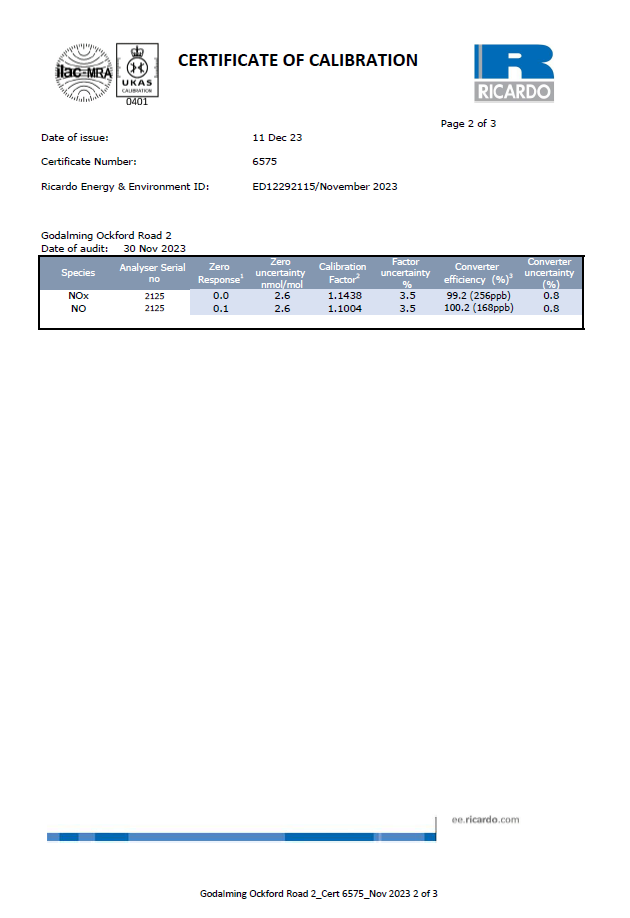 ilac-MRA
UKAS
CALIBRATION
0401
CERTIFICATE OF CALIBRATION
R
RICARDO
Page 2 of 3
Date of issue: 11 Dec 23
Certificate Number: 6575
Ricardo Energy & Environment ID: ED12292115/November 2023
Godalming Ockford Road 2
Date of audit: 30 Nov 2023
Species Analyser Serial no Zero Response1 Zero uncertainty nmol/mol Calibration Factor2 Factor uncertainty % Converter efficiency (%)3 Converter uncertainty (%)
NOx 2125 0.0 2.6 1.1438 3.5 99.2 (256ppb) 0.8
NO 2125 0.1 2.6 1.1004 3.5 100.2 (168ppb) 0.8
ee.ricardo.com
Godalming Ockford Road 2_Cert 6575_Nov 2023 2 of 3